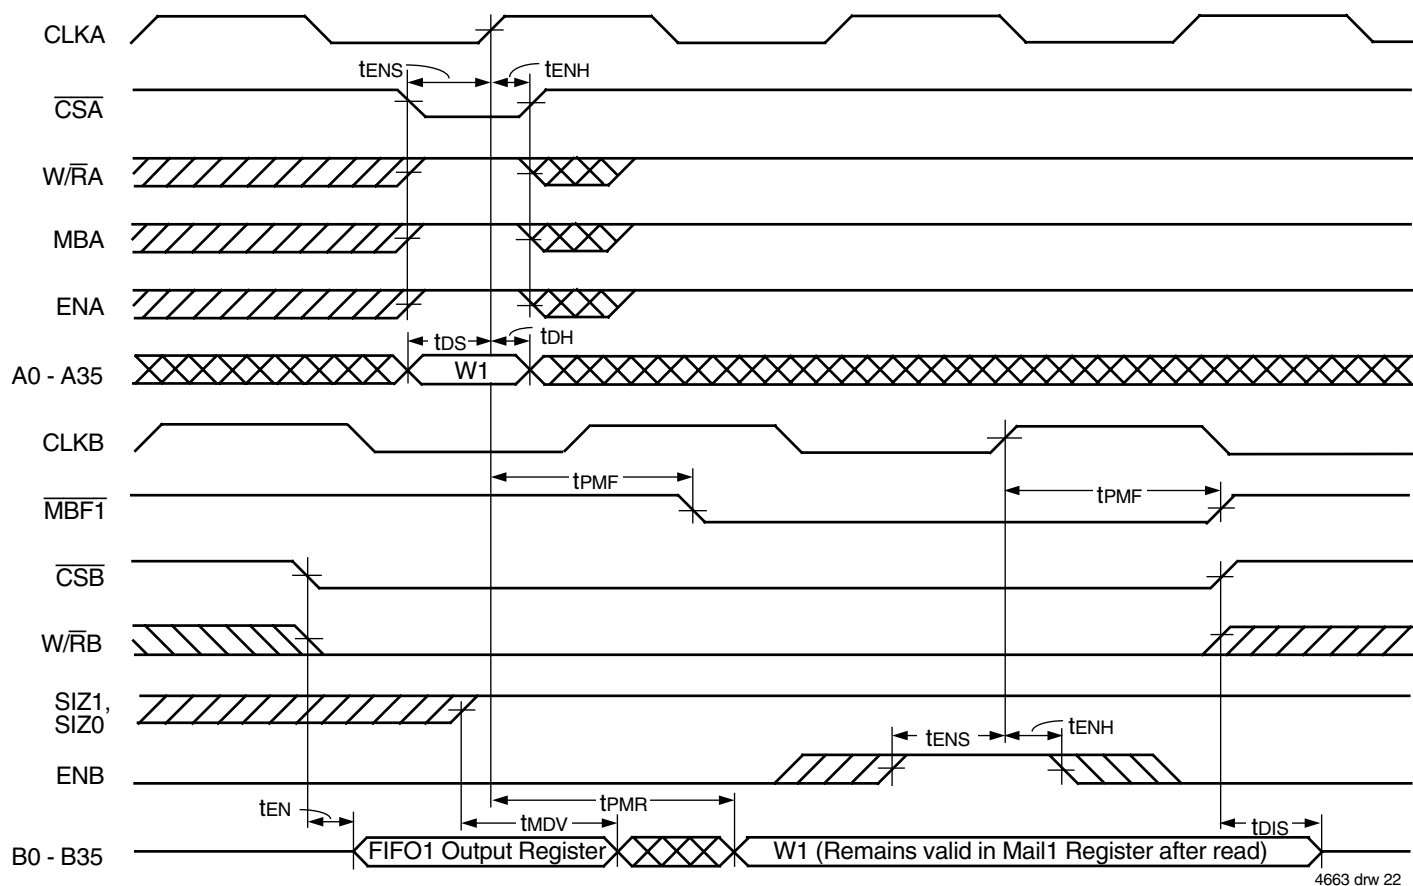 CLKA
tENS
tENH
CSA
W/RA
MBA
ENA
tDS
tDH
A0 - A35
W1
CLKB
tPMF
MBF1
tPMF
CSB
W/RB
SIZ1,
SIZ0
tENS
tENH
ENB
tEN
tPMR
tMDV
tDIS
B0 - B35
FIFO1 Output Register
W1 (Remains valid in Mail1 Register after read)
4663 drw 22